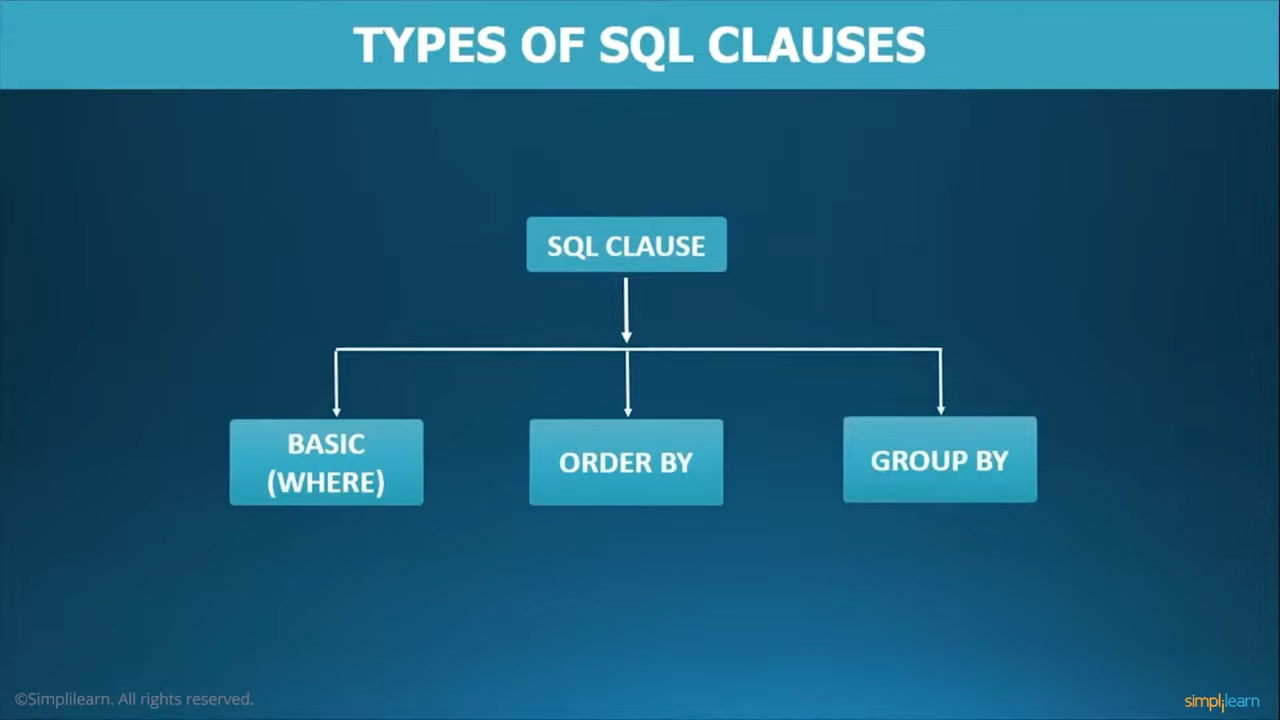 TYPES OF SQL CLAUSES
SQL CLAUSE
BASIC
(WHERE)
ORDER BY
GROUP BY
©Simplilearn. All rights reserved.
simplilearn